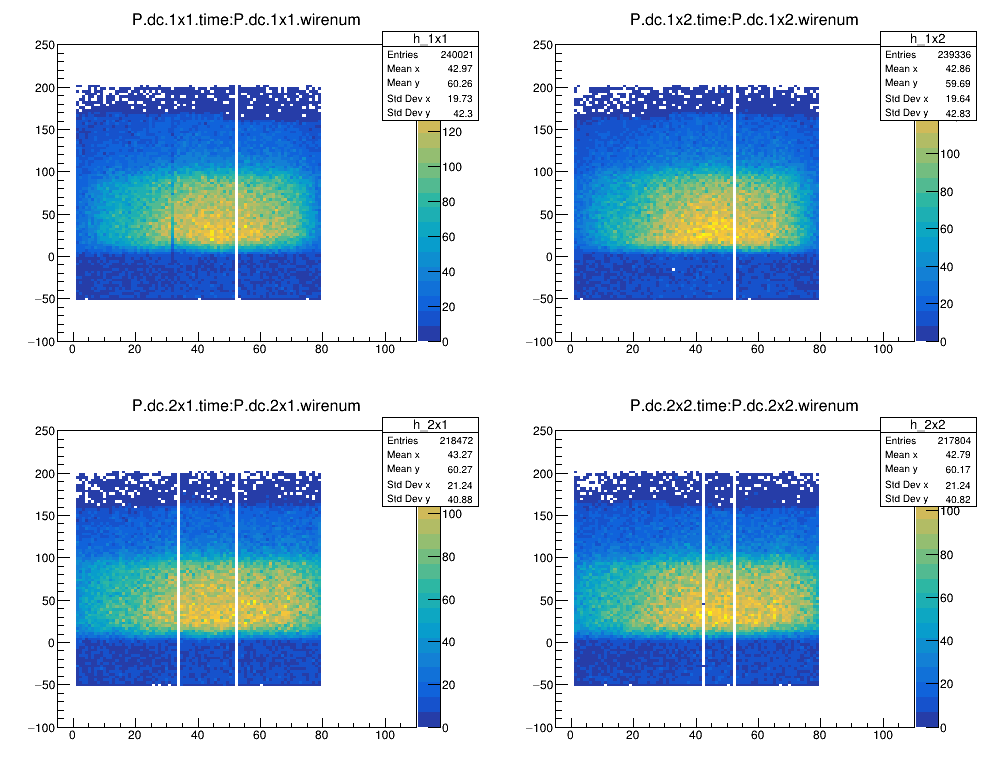 P.dc.1x1.time:P.dc.1x1.wirenum
h_1x1
Entries 240021
Mean x 42.97
Mean y 60.26
Std Dev x 19.73
Std Dev y 42.3
250
200
150
100
50
0
−50
−100
0 20 40 60 80 100
120
100
80
60
40
20
0
P.dc.1x2.time:P.dc.1x2.wirenum
h_1x2
Entries 239336
Mean x 42.86
Mean y 59.69
Std Dev x 19.64
Std Dev y 42.83
250
200
150
100
50
0
−50
−100
0 20 40 60 80 100
100
80
60
40
20
0
P.dc.2x1.time:P.dc.2x1.wirenum
h_2x1
Entries 218472
Mean x 43.27
Mean y 60.27
Std Dev x 21.24
Std Dev y 40.88
250
200
150
100
50
0
−50
−100
0 20 40 60 80 100
100
80
60
40
20
0
P.dc.2x2.time:P.dc.2x2.wirenum
h_2x2
Entries 217804
Mean x 42.79
Mean y 60.17
Std Dev x 21.24
Std Dev y 40.82
250
200
150
100
50
0
−50
−100
0 20 40 60 80 100
100
80
60
40
20
0